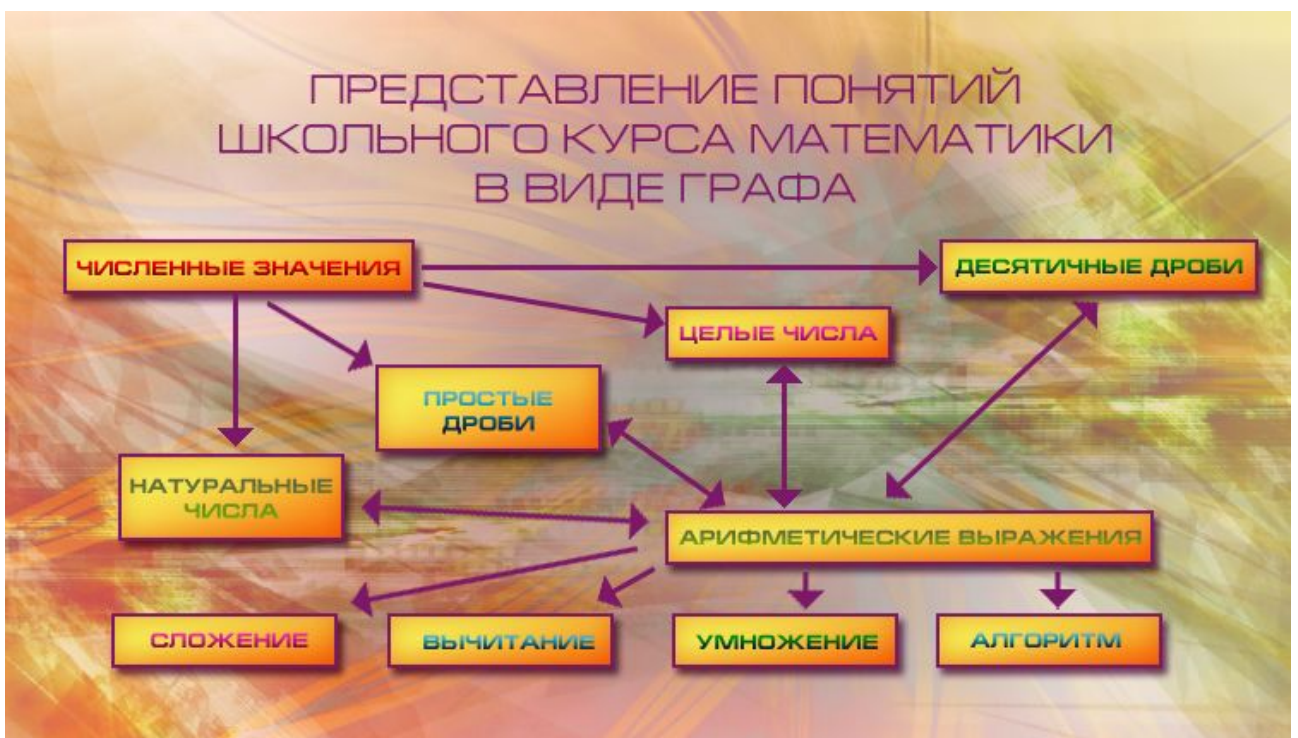 ПРЕДСТАВЛЕНИЕ ПОНЯТИЙ
ШКОЛЬНОГО КУРСА МАТЕМАТИКИ
В ВИДЕ ГРАФА
ЧИСЛЕННЫЕ ЗНАЧЕНИЯ
ДЕСЯТИЧНЫЕ ДРОБИ
ЦЕЛЫЕ ЧИСЛА
ПРОСТЫЕ
ДРОБИ
НАТУРАЛЬНЫЕ
ЧИСЛА
АРИФМЕТИЧЕСКИЕ ВЫРАЖЕНИЯ
СЛОЖЕНИЕ
ВЫЧИТАНИЕ
УМНОЖЕНИЕ
АЛГОРИТМ